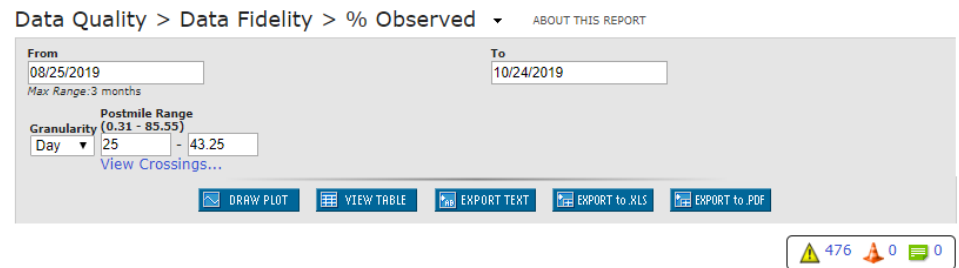 Data Quality > Data Fidelity > % Observed ABOUT THIS REPORT
From To
08/25/2019 10/24/2019
Max Range:3 months
Postmile Range
Granularity (0.31 - 85.55)
Day 25 - 43.25
View Crossings...
DRAW PLOT VIEW TABLE EXPORT TEXT EXPORT to .XLS EXPORT to .PDF
476 0 0